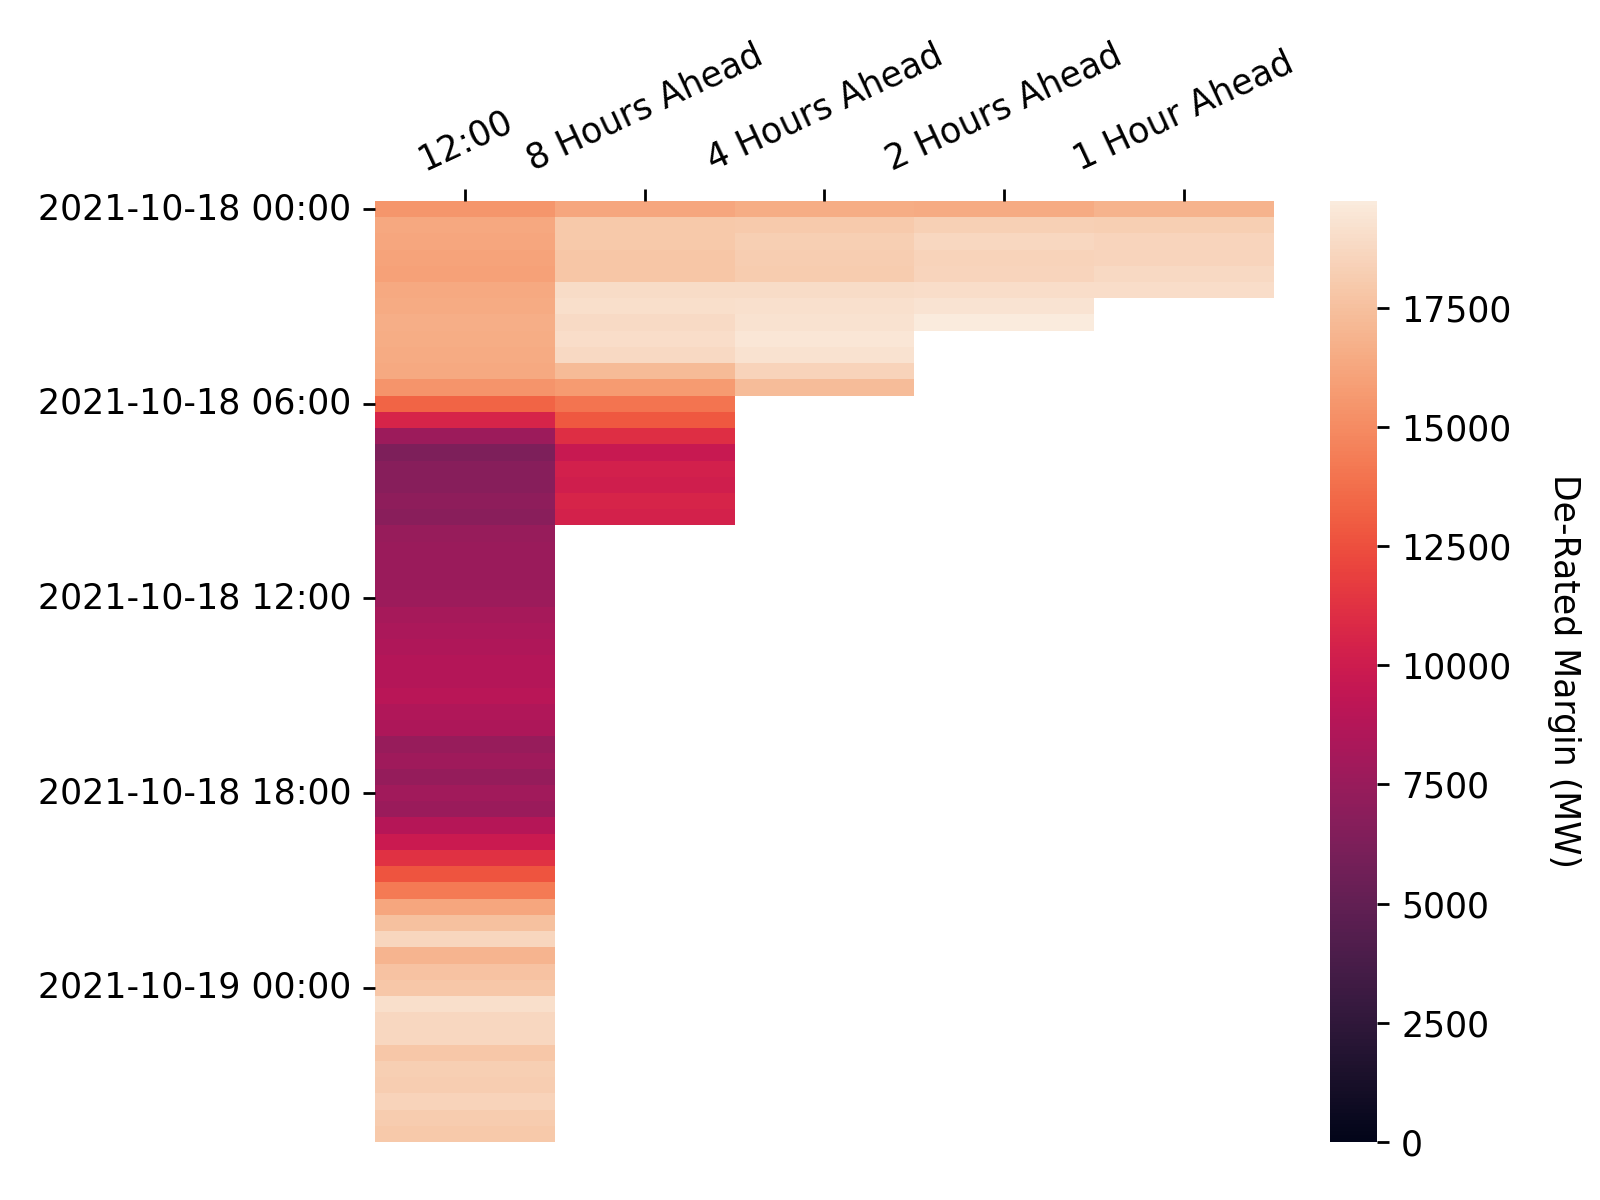 12:00
8 Hours Ahead
4 Hours Ahead
2 Hours Ahead
1 Hour Ahead
2021-10-18 00:00
2021-10-18 06:00
2021-10-18 12:00
2021-10-18 18:00
2021-10-19 00:00
17500
15000
12500
10000
7500
5000
2500
0
De-Rated Margin (MW)